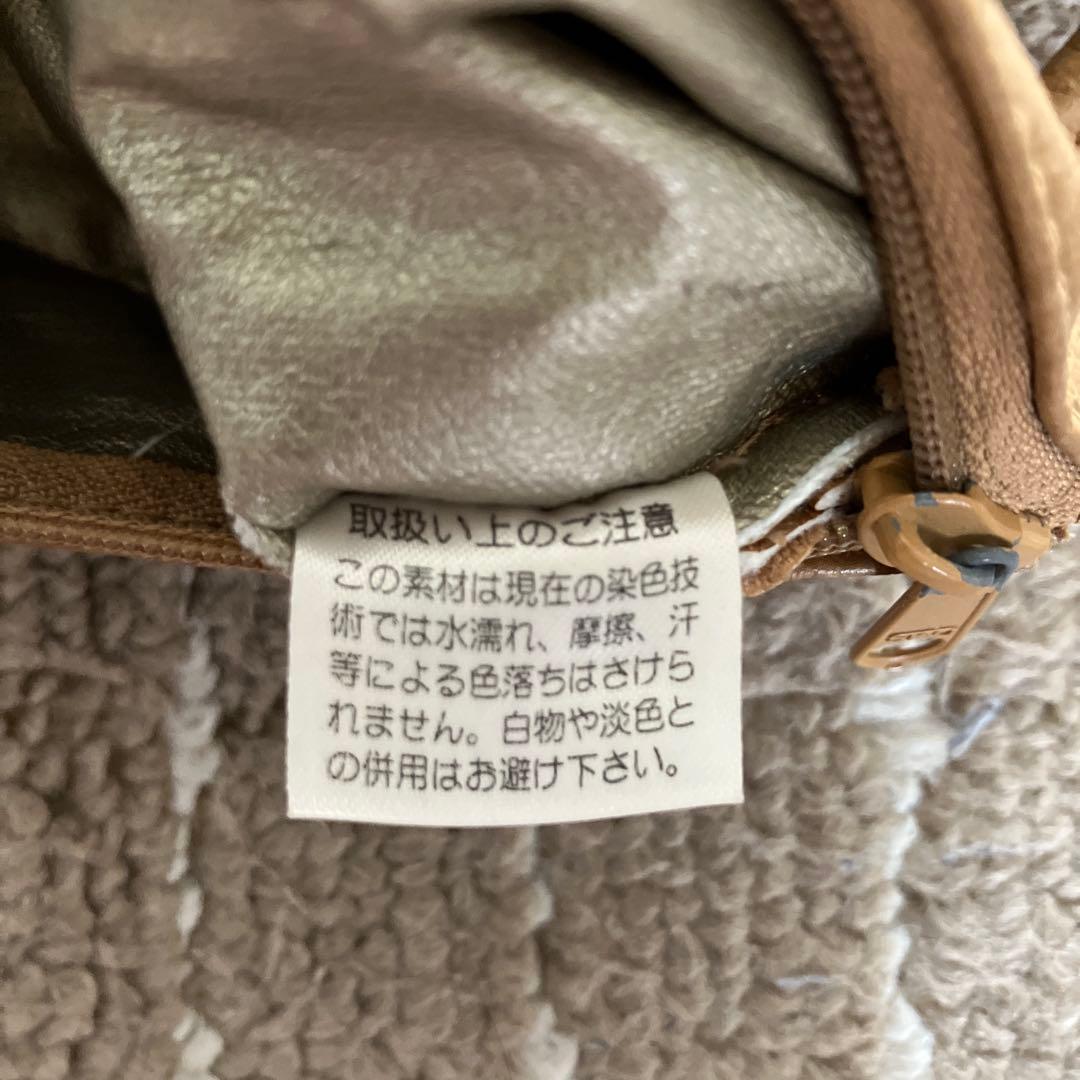 取扱い上のご注意
この素材は現在の染色技
術では水濡れ、摩擦、汗
等による色落ちはさけら
れません。白物や淡色と
の併用はお避け下さい。